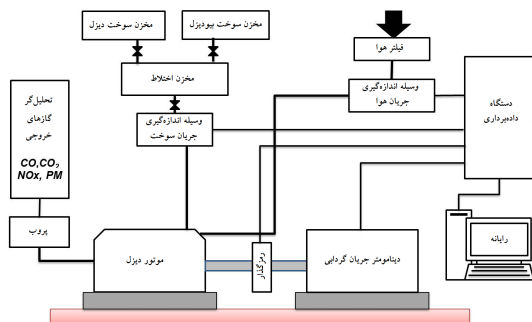 مخزن سوخت دیزل
مخزن سوخت بیودیزل
فیلتر هوا
مخزن اختلاط
وسیله اندازه‌گیری
جریان هوا
دستگاه
داده‌برداری
تحلیل‌گر
گازهای
خروجی
CO,CO2
NOx, PM
وسیله اندازه‌گیری
جریان سوخت
پروب
موتور دیزل
رمزگذار
دینامومتر جریان گردابی
رایانه